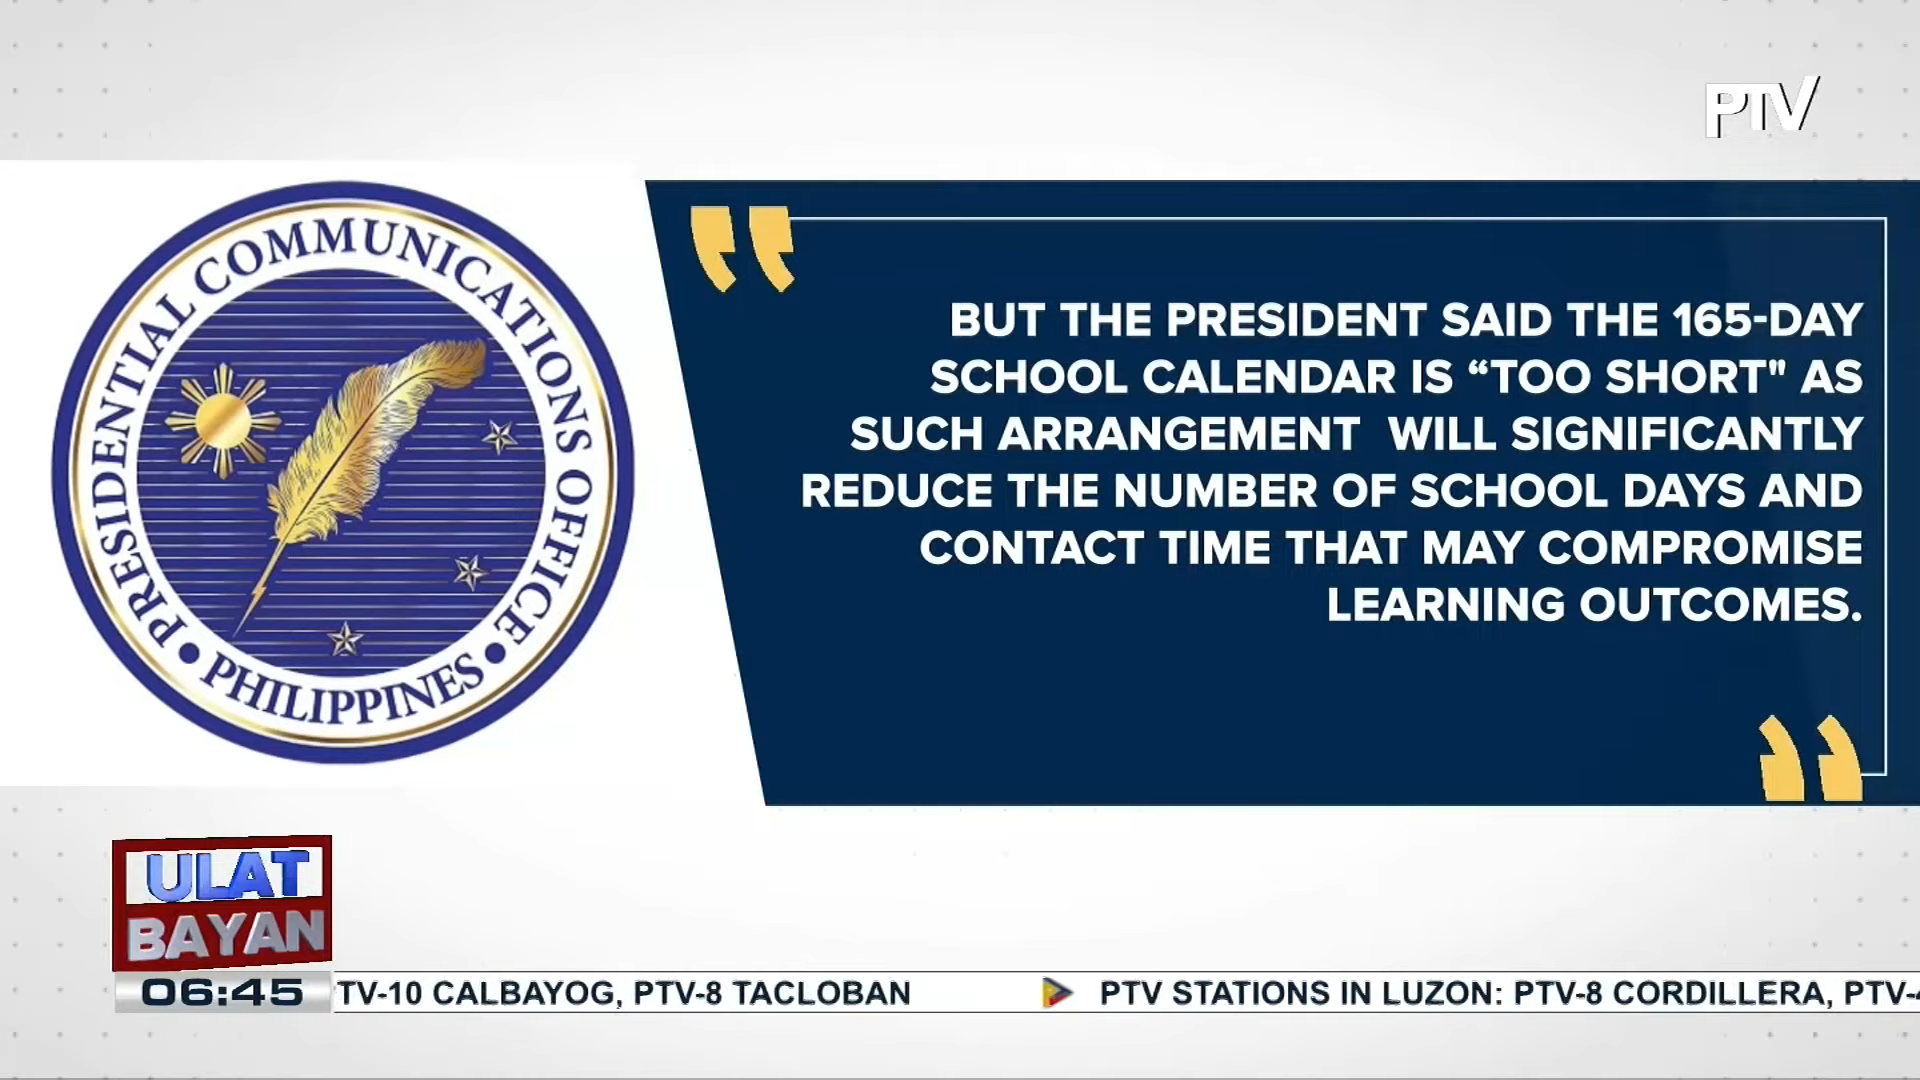 PTV
PRESIDENTIAL COMMUNICATIONS OFFICE
• PHILIPPINES •
BUT THE PRESIDENT SAID THE 165-DAY
SCHOOL CALENDAR IS “TOO SHORT" AS
SUCH ARRANGEMENT  WILL SIGNIFICANTLY
REDUCE THE NUMBER OF SCHOOL DAYS AND
CONTACT TIME THAT MAY COMPROMISE
LEARNING OUTCOMES.
ULAT
BAYAN
06:45
TV-10 CALBAYOG, PTV-8 TACLOBAN
PTV STATIONS IN LUZON: PTV-8 CORDILLERA, PTV-